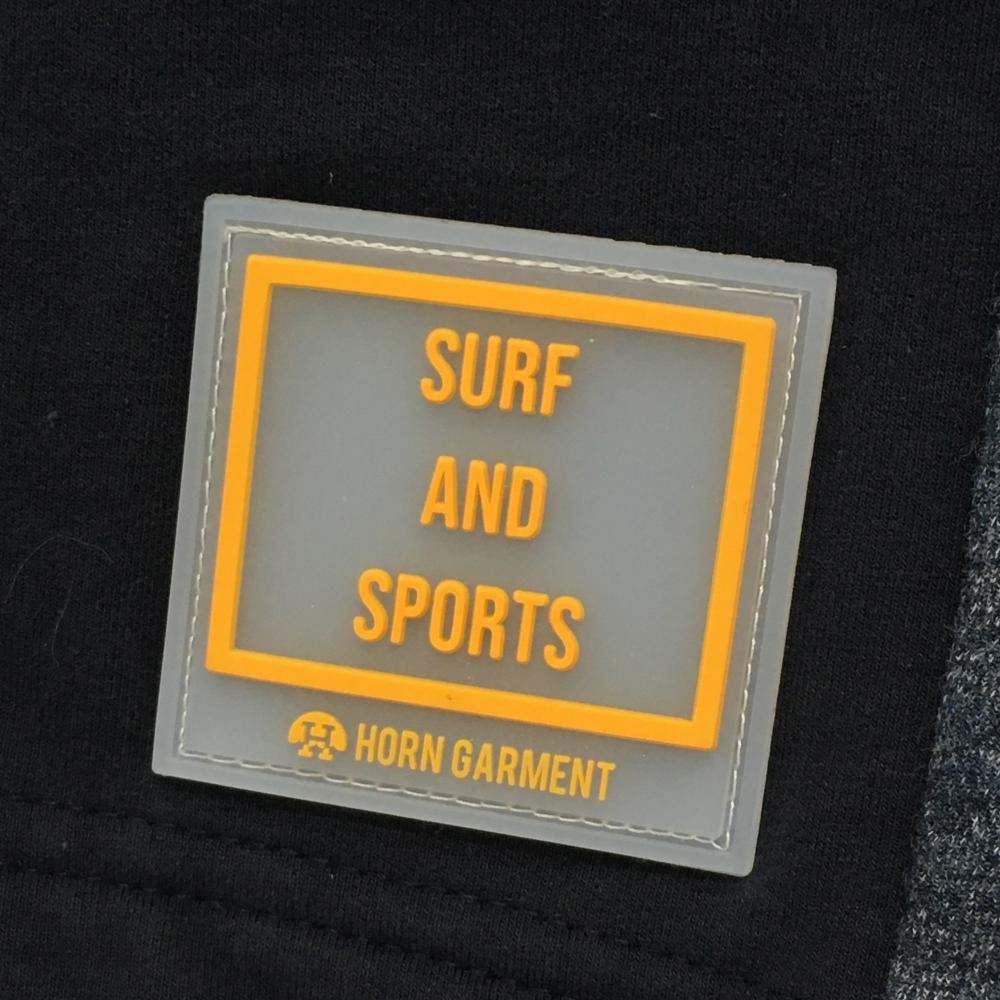 SURF
AND
SPORTS
HORN GARMENT